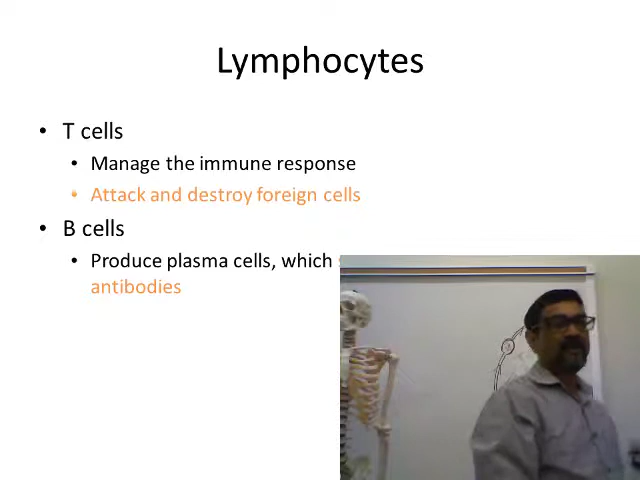 Lymphocytes
• T cells
• Manage the immune response
• Attack and destroy foreign cells
• B cells
• Produce plasma cells, which
antibodies